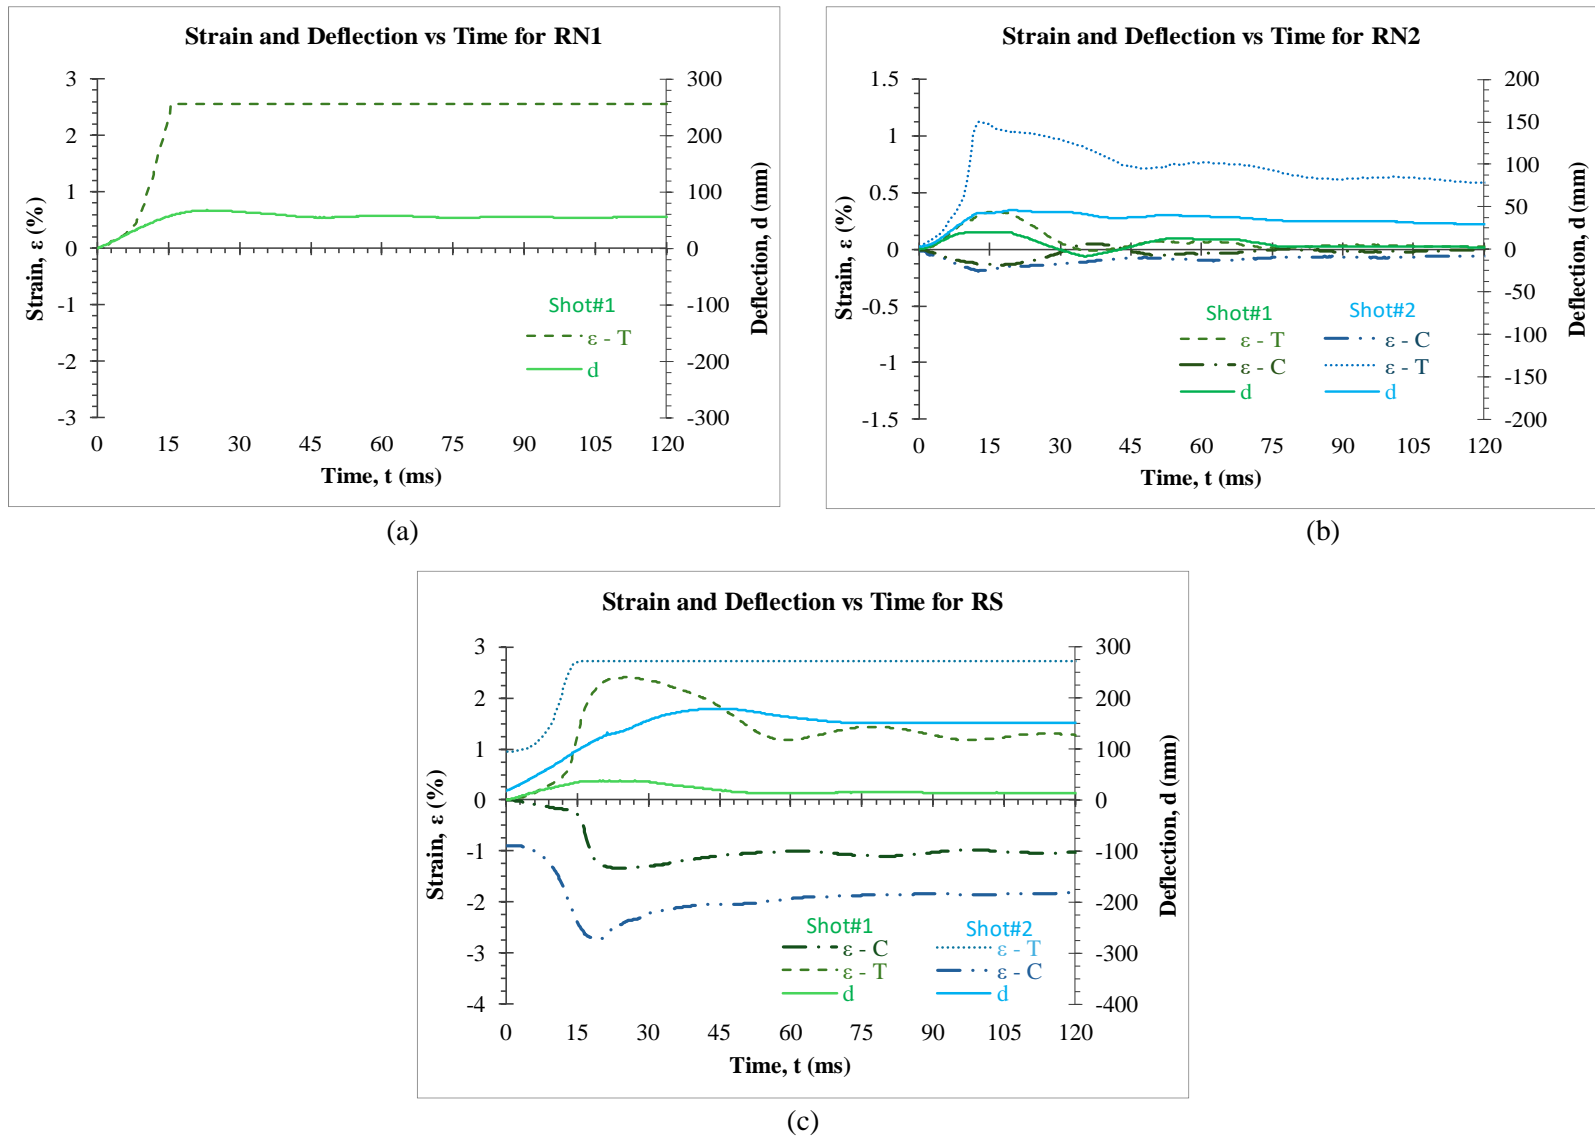 Strain and Deflection vs Time for RN1
3
2
1
0
-1
-2
-3
300
200
100
0
-100
-200
-300
Strain, ε (%)
Deflection, d (mm)
Shot#1
ε - T
d
0 15 30 45 60 75 90 105 120
Time, t (ms)
(a)
Strain and Deflection vs Time for RN2
1.5
1
0.5
0
-0.5
-1
-1.5
200
150
100
50
0
-50
-100
-150
-200
Strain, ε (%)
Deflection, d (mm)
Shot#1 Shot#2
ε - T ε - C
ε - C ε - T
d d
0 15 30 45 60 75 90 105 120
Time, t (ms)
(b)
Strain and Deflection vs Time for RS
3
2
1
0
-1
-2
-3
-4
300
200
100
0
-100
-200
-300
-400
Strain, ε (%)
Deflection, d (mm)
Shot#1 Shot#2
ε - C ε - T
ε - T ε - C
d d
0 15 30 45 60 75 90 105 120
Time, t (ms)
(c)